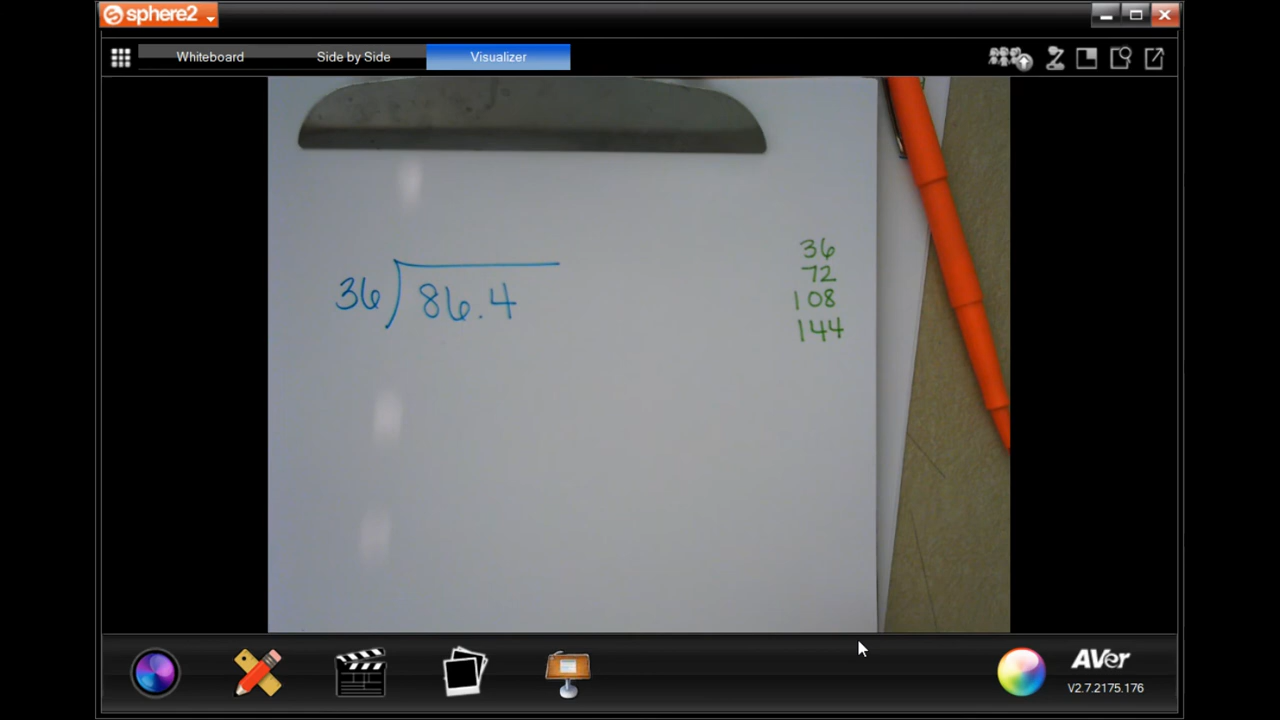 sphere2
Whiteboard Side by Side Visualizer
36
72
108
144
36)86.4
AVer
V2.7.2175.176